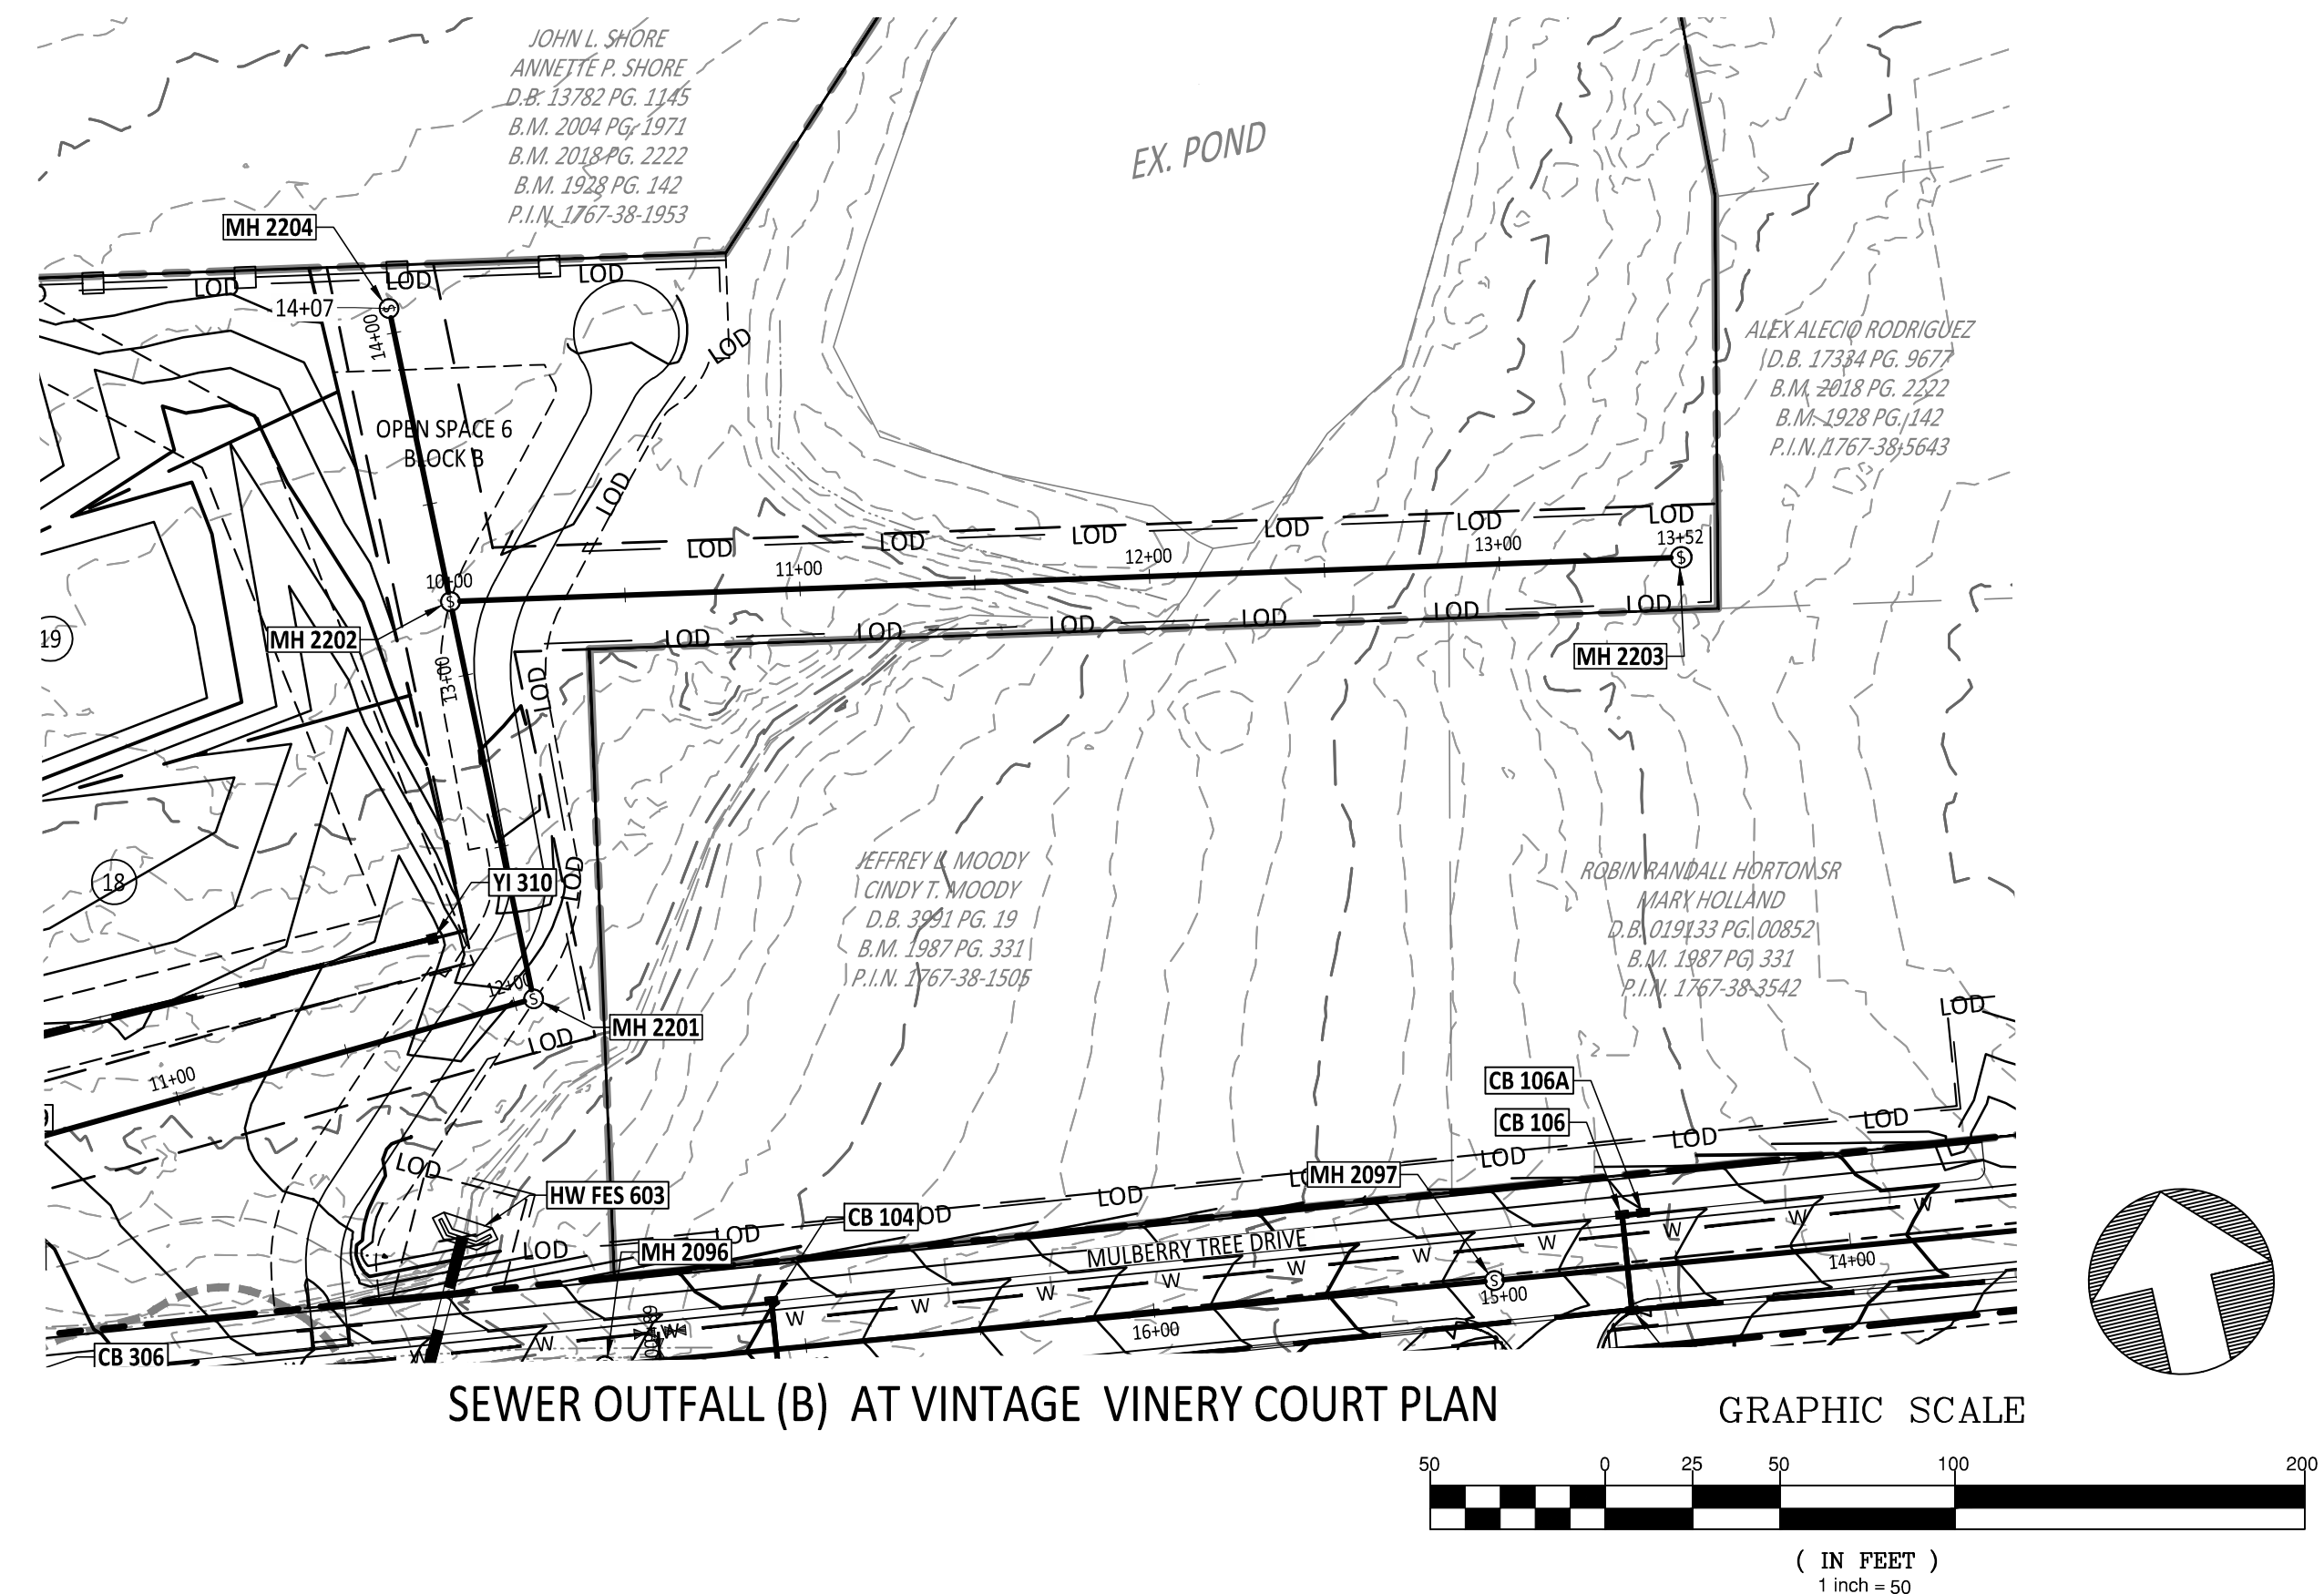 JOHN L. SHORE
ANNETTE P. SHORE
D.B. 13782 PG. 1145
B.M. 2004 PG. 1971
B.M. 2018 PG. 2222
B.M. 1928 PG. 142
P.I.N. 1767-38-1953
EX. POND
MH 2204
LOD
LOD
LOD
14+07
14+00
LOD
ALEX ALECIO RODRIGUEZ
D.B. 17334 PG. 9677
B.M. 2018 PG. 2222
B.M. 1928 PG. 142
P.I.N. 1767-38-5643
OPEN SPACE 6
BLOCK B
LOD
LOD
LOD
LOD
LOD
LOD
LOD
10+00
11+00
12+00
13+00
13+52
S
S
S
19
MH 2202
LOD
LOD
LOD
LOD
LOD
LOD
MH 2203
13+00
LOD
18
YI 310
LOD
JEFFREY L. MOODY
CINDY T. MOODY
D.B. 3991 PG. 19
B.M. 1987 PG. 331
P.I.N. 1767-38-1505
ROBIN RANDALL HORTON SR
MARY HOLLAND
D.B. 019133 PG. 00852
B.M. 1987 PG. 331
P.I.N. 1767-38-3542
12+00
S
MH 2201
LOD
LOD
11+00
CB 106A
CB 106
LOD
LOD
LOD
LOD
MH 2097
LOD
HW FES 603
CB 104
LOD
LOD
LOD
MH 2096
MULBERRY TREE DRIVE
W
W
W
W
W
W
W
W
W
W
W
W
W
S
14+00
15+00
16+00
CB 306
SEWER OUTFALL (B) AT VINTAGE VINERY COURT PLAN
GRAPHIC SCALE
50
0
25
50
100
200
( IN FEET )
1 inch = 50